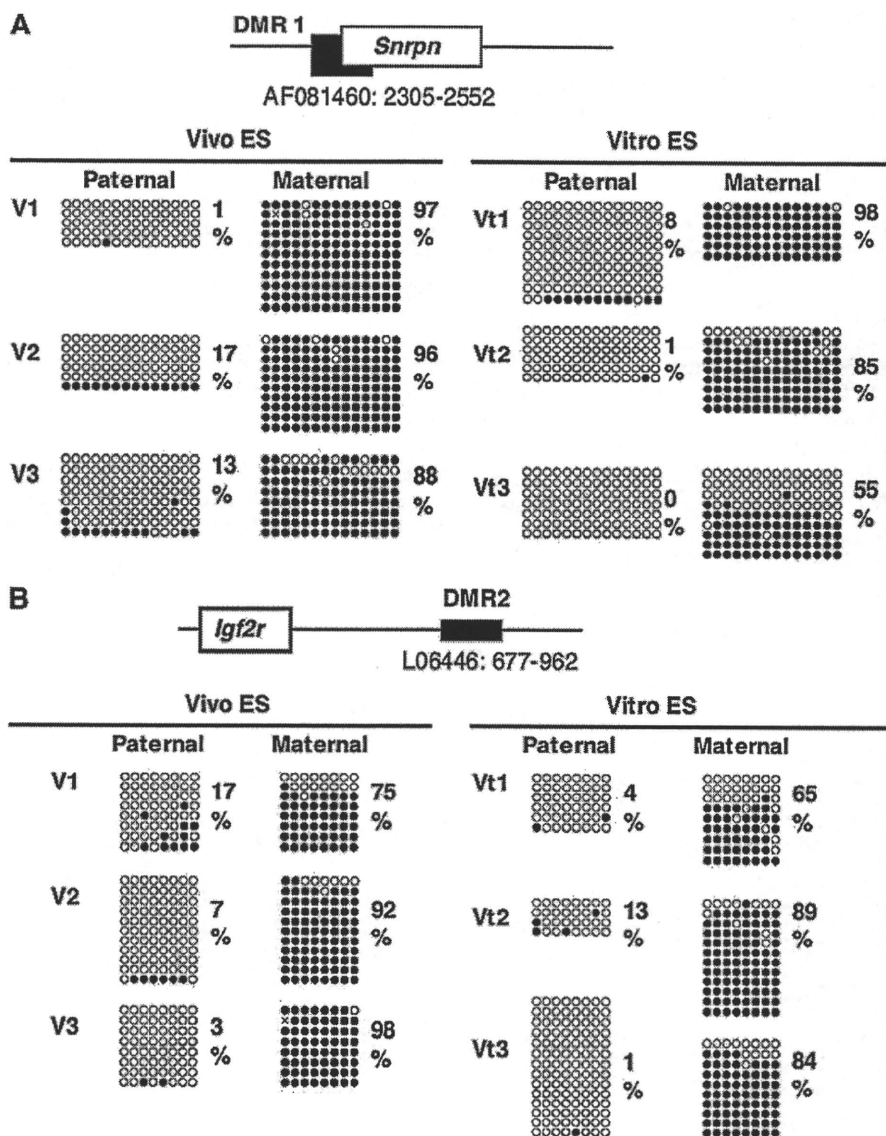 A
DMR 1
Snrpn
AF081460: 2305-2552
Vivo ES
Vitro ES
Paternal
Maternal
Paternal
Maternal
V1
1
%
97
%
Vt1
8
%
98
%
V2
17
%
96
%
Vt2
1
%
85
%
V3
13
%
88
%
Vt3
0
%
55
%
B
Igf2r
DMR2
L06446: 677-962
Vivo ES
Vitro ES
Paternal
Maternal
Paternal
Maternal
V1
17
%
75
%
Vt1
4
%
65
%
V2
7
%
92
%
Vt2
13
%
89
%
V3
3
%
98
%
Vt3
1
%
84
%